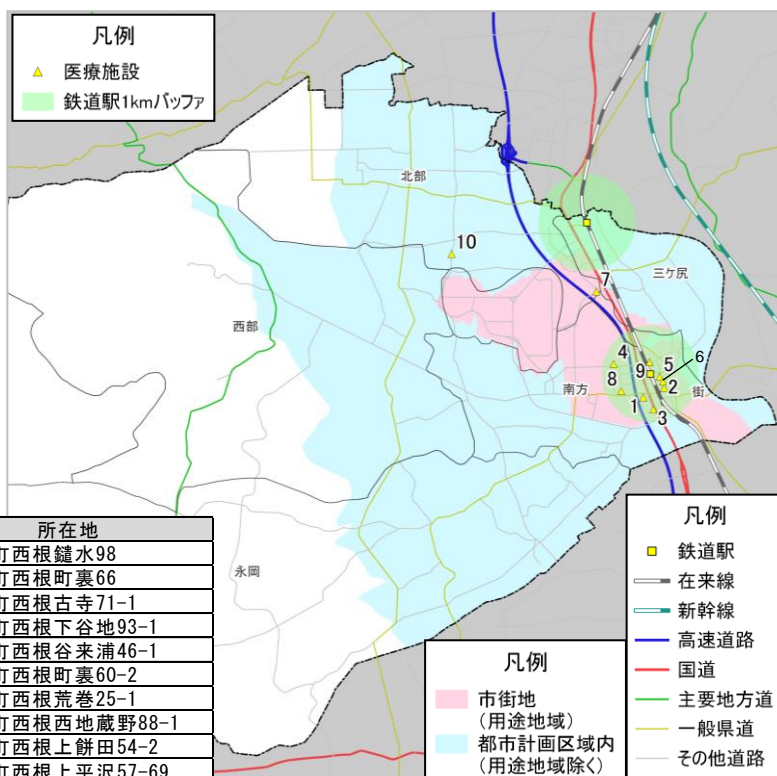 凡例
医療施設
鉄道駅1kmバッファ
北部
10
三ケ尻
7
西部
4
9
5
6
8
南方
2
街
1
3
永岡
所在地
町西根鑓水98
町西根町裏66
町西根古寺71-1
町西根下谷地93-1
町西根谷来浦46-1
町西根町裏60-2
町西根荒巻25-1
町西根西地蔵野88-1
町西根上餅田54-2
町西根上平沢57-69
凡例
市街地
(用途地域)
都市計画区域内
(用途地域除く)
凡例
鉄道駅
在来線
新幹線
高速道路
国道
主要地方道
一般県道
その他道路